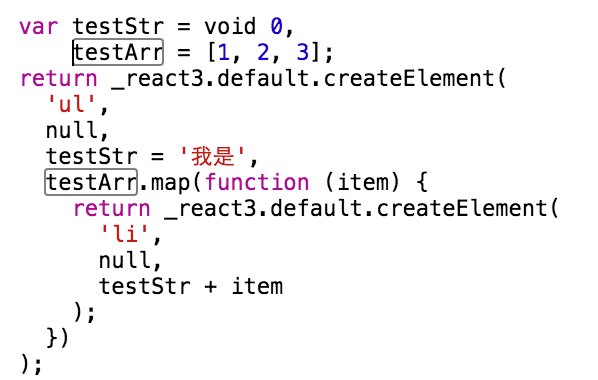 var testStr = void 0,
    testArr = [1, 2, 3];
return _react3.default.createElement(
  'ul',
  null,
  testStr = '我是',
  testArr.map(function (item) {
    return _react3.default.createElement(
      'li',
      null,
      testStr + item
    );
  })
);